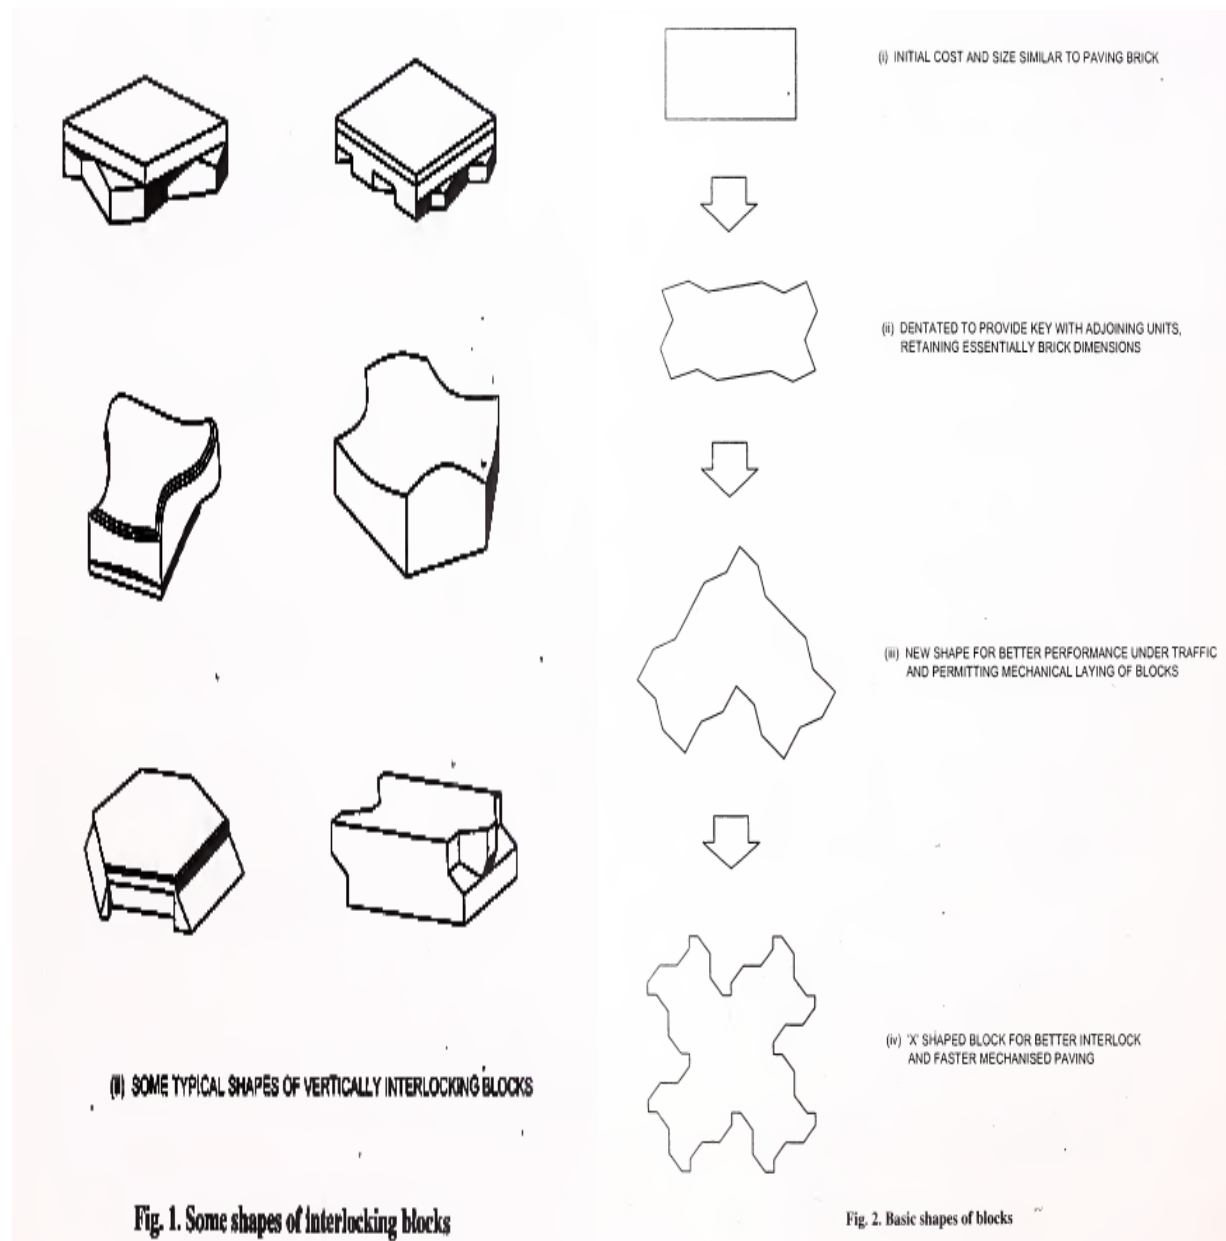 (ii) SOME TYPICAL SHAPES OF VERTICALLY INTERLOCKING BLOCKS
Fig. 1. Some shapes of interlocking blocks
(i) INITIAL COST AND SIZE SIMILAR TO PAVING BRICK
(ii) DENTATED TO PROVIDE KEY WITH ADJOINING UNITS,
RETAINING ESSENTIALLY BRICK DIMENSIONS
(iii) NEW SHAPE FOR BETTER PERFORMANCE UNDER TRAFFIC
AND PERMITTING MECHANICAL LAYING OF BLOCKS
(iv) 'X' SHAPED BLOCK FOR BETTER INTERLOCK
AND FASTER MECHANISED PAVING
Fig. 2. Basic shapes of blocks